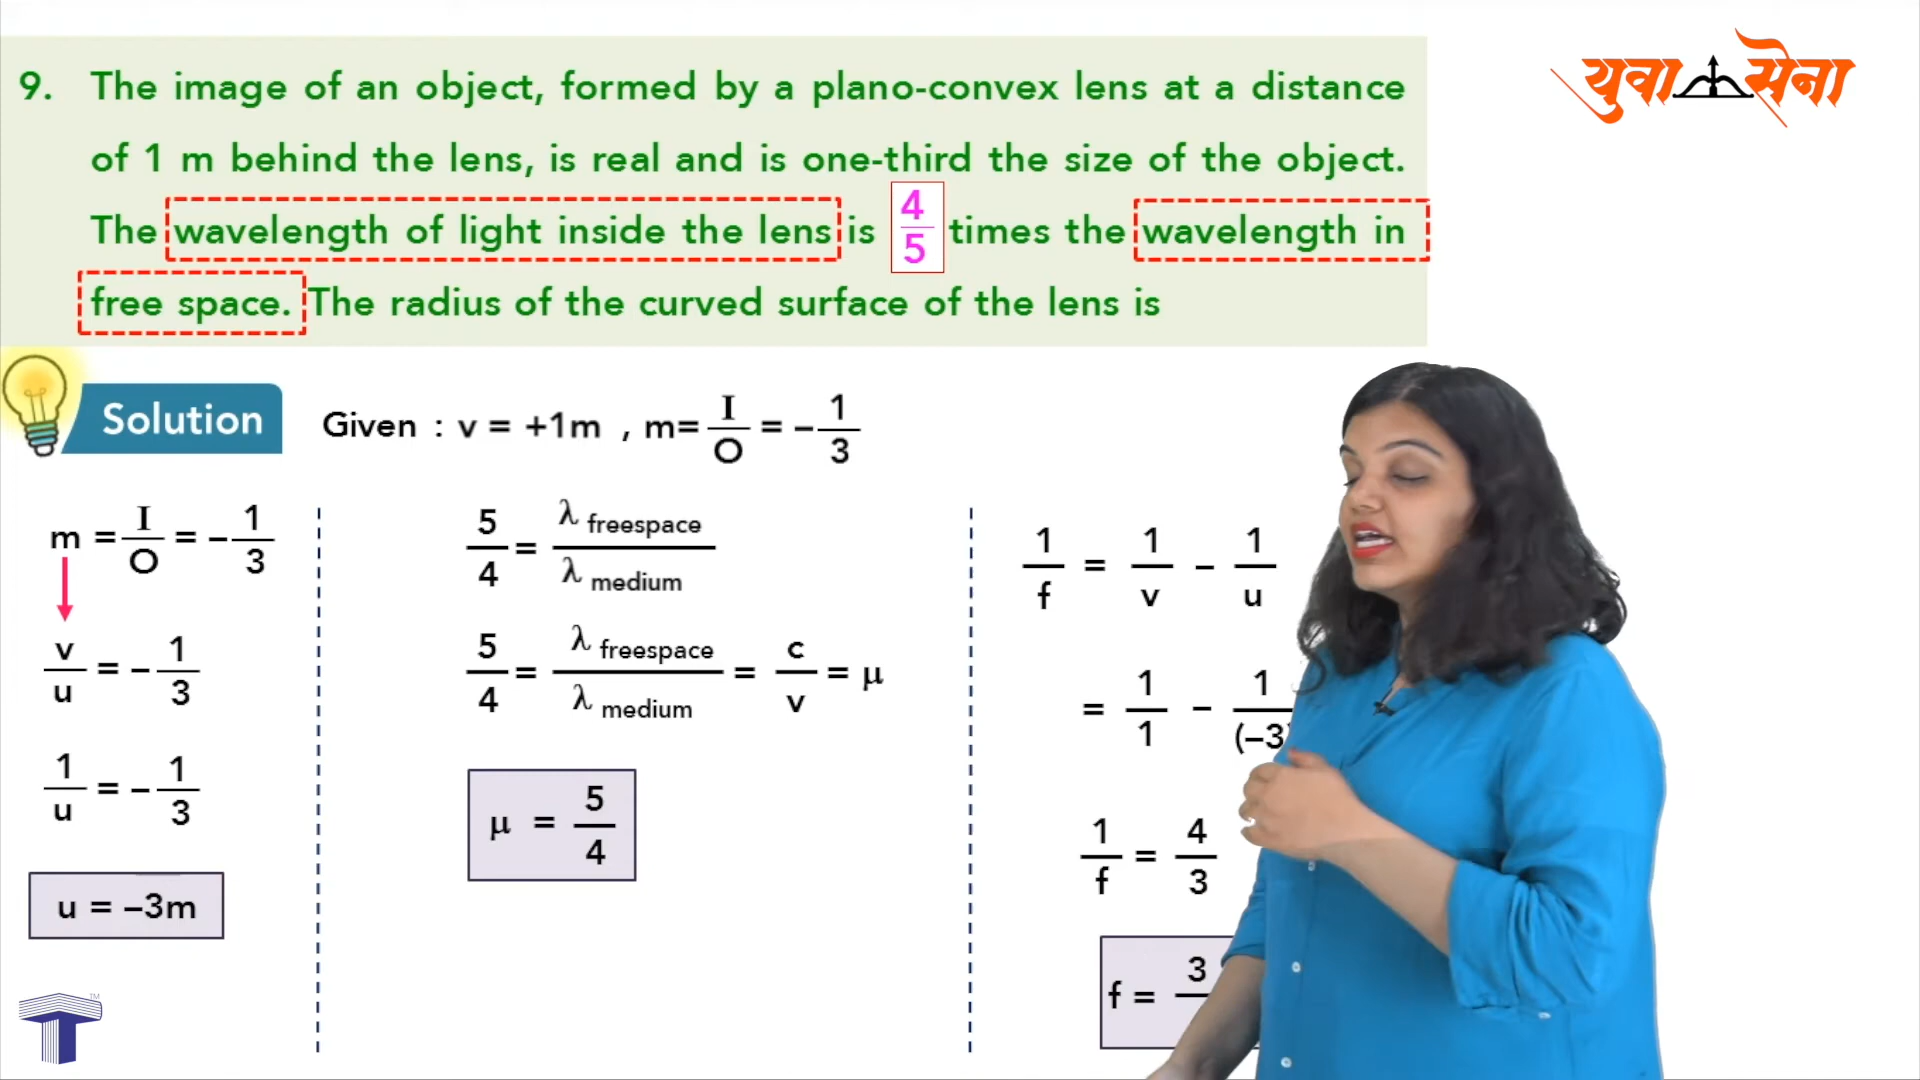 युवा सेना
9. The image of an object, formed by a plano-convex lens at a distance
of 1 m behind the lens, is real and is one-third the size of the object.
The wavelength of light inside the lens is 4/5 times the wavelength in
free space. The radius of the curved surface of the lens is
Solution
Given : v = +1m , m= I/O = – 1/3
m = I/O = – 1/3
v/u = – 1/3
1/u = – 1/3
u = –3m
5/4 = λ freespace / λ medium
5/4 = λ freespace / λ medium = c/v = μ
μ = 5/4
1/f = 1/v – 1/u
= 1/1 – 1/(–3)
1/f = 4/3
f = 3
T
TM